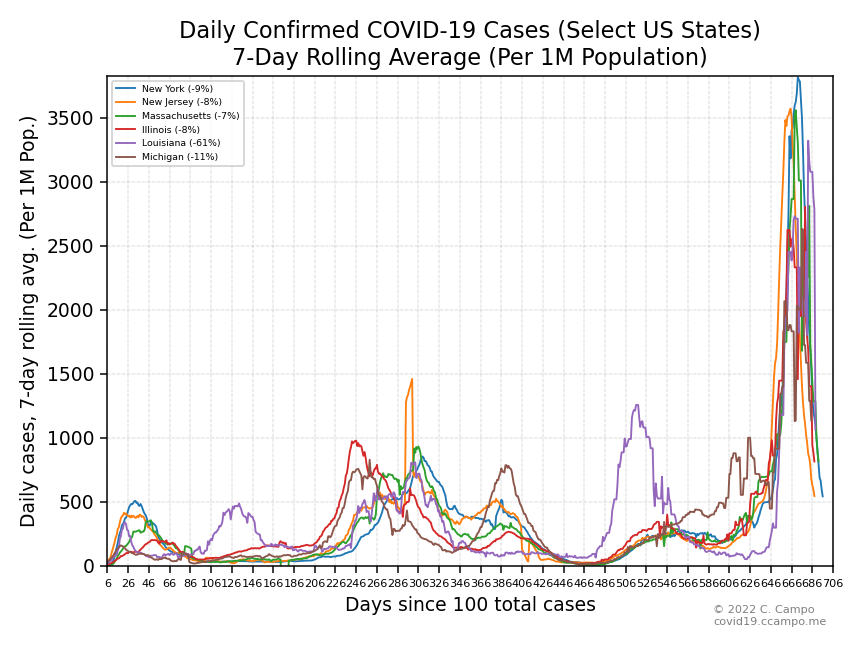 Daily Confirmed COVID-19 Cases (Select US States)
7-Day Rolling Average (Per 1M Population)
New York (-9%)
New Jersey (-8%)
Massachusetts (-7%)
Illinois (-8%)
Louisiana (-61%)
Michigan (-11%)
Daily cases, 7-day rolling avg. (Per 1M Pop.)
3500
3000
2500
2000
1500
1000
500
0
6 26 46 66 86 106 126 146 166 186 206 226 246 266 286 306 326 346 366 386 406 426 446 466 486 506 526 546 566 586 606 626 646 666 686 706
Days since 100 total cases
© 2022 C. Campo
covid19.ccampo.me